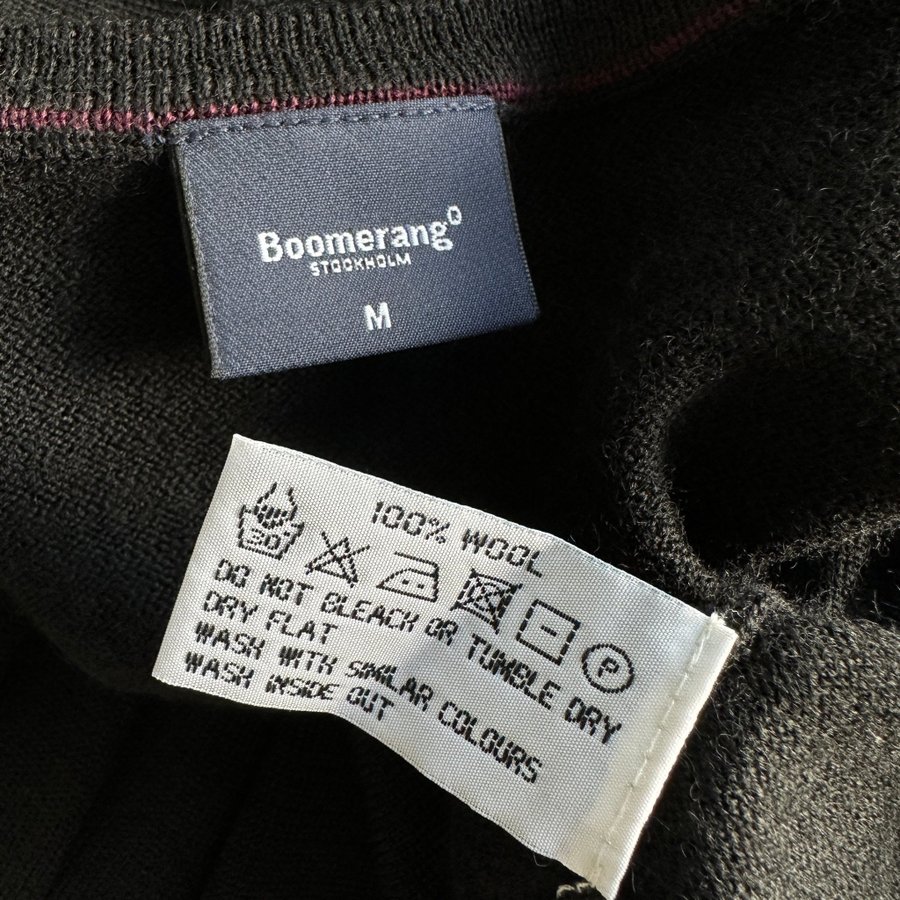 Boomerang
STOCKHOLM
M
100% WOOL
30
P
DO NOT BLEACH OR TUMBLE DRY
DRY FLAT
WASH WITH SIMILAR COLOURS
WASH INSIDE OUT